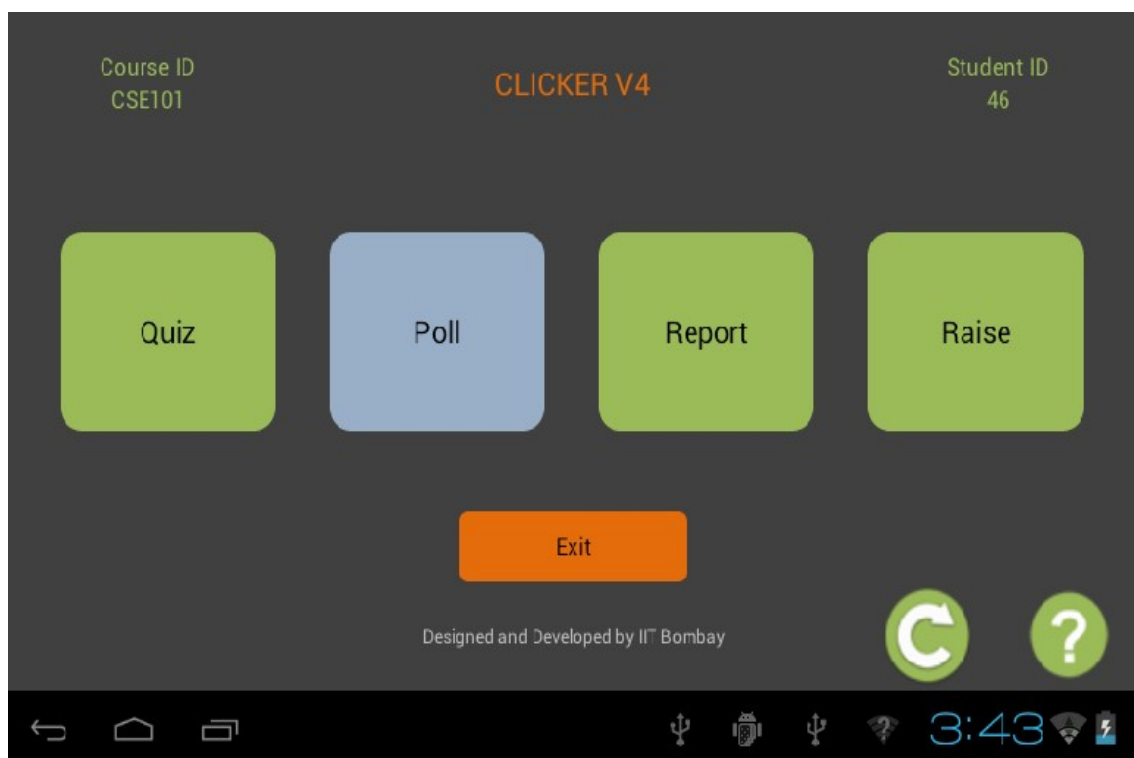 Course ID
CSE101
CLICKER V4
Student ID
46
Quiz
Poll
Report
Raise
Exit
Designed and Developed by IIT Bombay
?
3:43